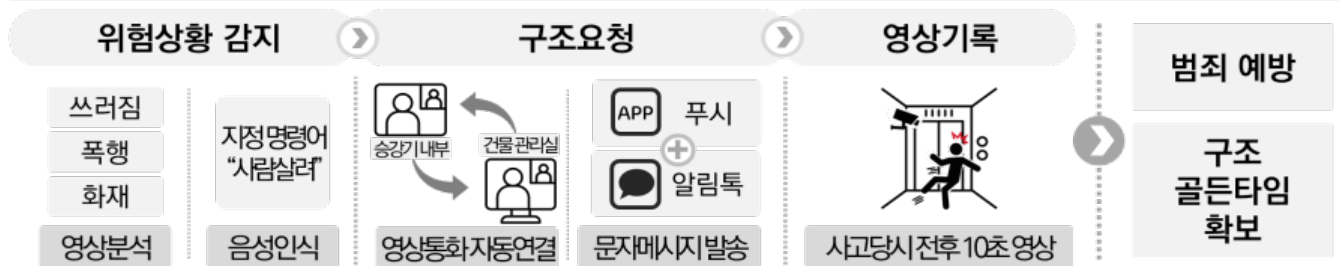 위험상황 감지
구조요청
영상기록
쓰러짐
폭행
화재
영상분석
지정 명령어
“사람살려”
음성인식
승강기 내부
건물 관리실
영상통화 자동연결
APP 푸시
알림톡
문자메시지 발송
사고당시 전후 10초 영상
범죄 예방
구조
골든타임
확보